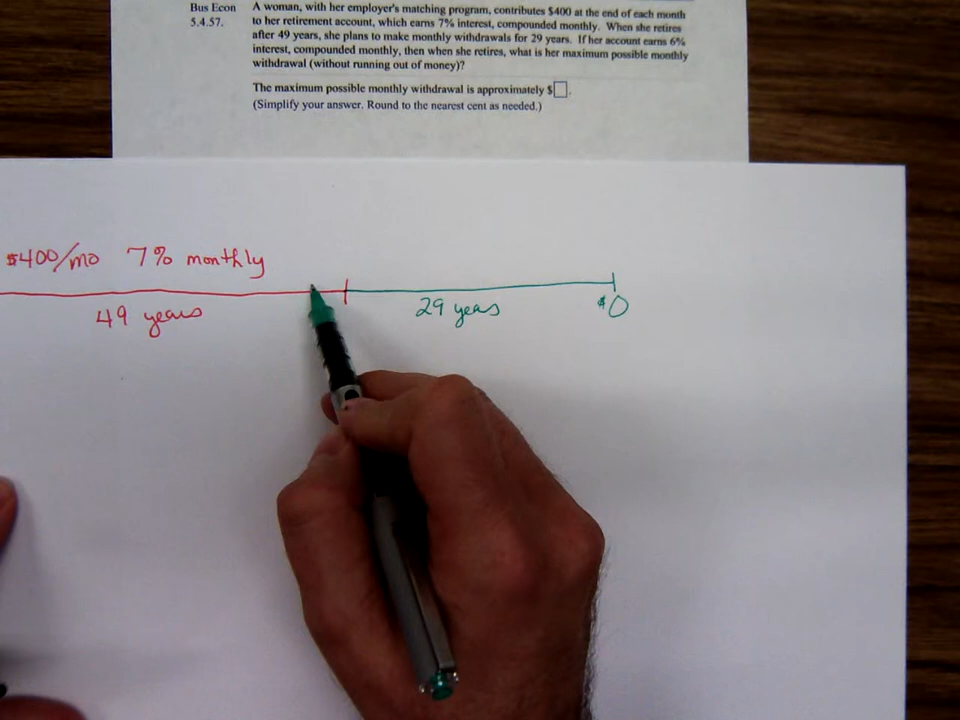 Bus Econ
5.4.57.
A woman, with her employer's matching program, contributes $400 at the end of each month
to her retirement account, which earns 7% interest, compounded monthly. When she retires
after 49 years, she plans to make monthly withdrawals for 29 years. If her account earns 6%
interest, compounded monthly, then when she retires, what is her maximum possible monthly
withdrawal (without running out of money)?
The maximum possible monthly withdrawal is approximately $ .
(Simplify your answer. Round to the nearest cent as needed.)
$400/mo 7% monthly
49 years
29 years
$0